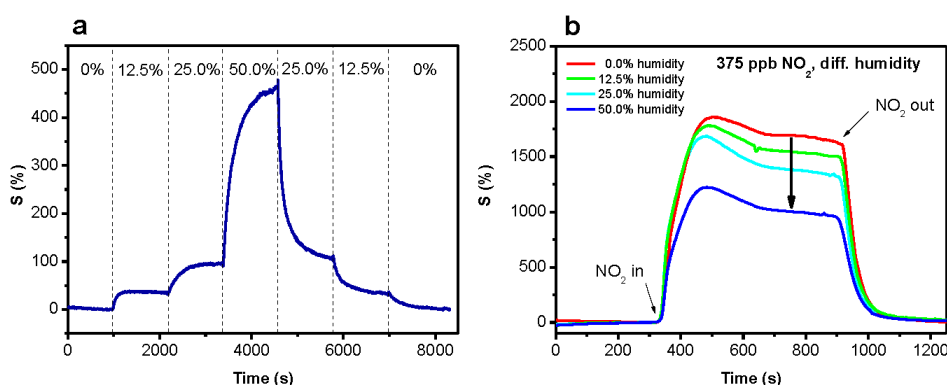 a
0% 12.5% 25.0% 50.0% 25.0% 12.5% 0%
500
400
300
200
100
0
S (%)
0 2000 4000 6000 8000
Time (s)
b
375 ppb NO₂, diff. humidity
0.0% humidity
12.5% humidity
25.0% humidity
50.0% humidity
NO₂ out
NO₂ in
2500
2000
1500
1000
500
0
S (%)
0 200 400 600 800 1000 1200
Time (s)